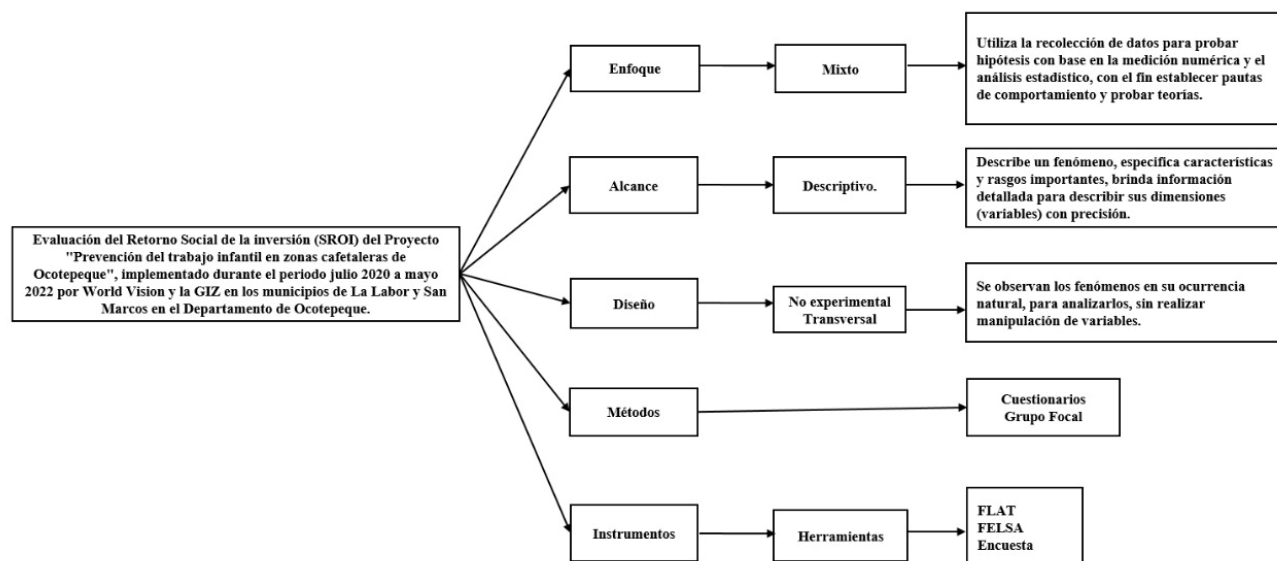 Evaluación del Retorno Social de la inversión (SROI) del Proyecto
"Prevención del trabajo infantil en zonas cafetaleras de
Ocotepeque", implementado durante el periodo julio 2020 a mayo
2022 por World Vision y la GIZ en los municipios de La Labor y San
Marcos en el Departamento de Ocotepeque.
Enfoque
Mixto
Utiliza la recolección de datos para probar
hipótesis con base en la medición numérica y el
análisis estadístico, con el fin establecer pautas
de comportamiento y probar teorías.
Alcance
Descriptivo.
Describe un fenómeno, especifica características
y rasgos importantes, brinda información
detallada para describir sus dimensiones
(variables) con precisión.
Diseño
No experimental
Transversal
Se observan los fenómenos en su ocurrencia
natural, para analizarlos, sin realizar
manipulación de variables.
Métodos
Cuestionarios
Grupo Focal
Instrumentos
Herramientas
FLAT
FELSA
Encuesta